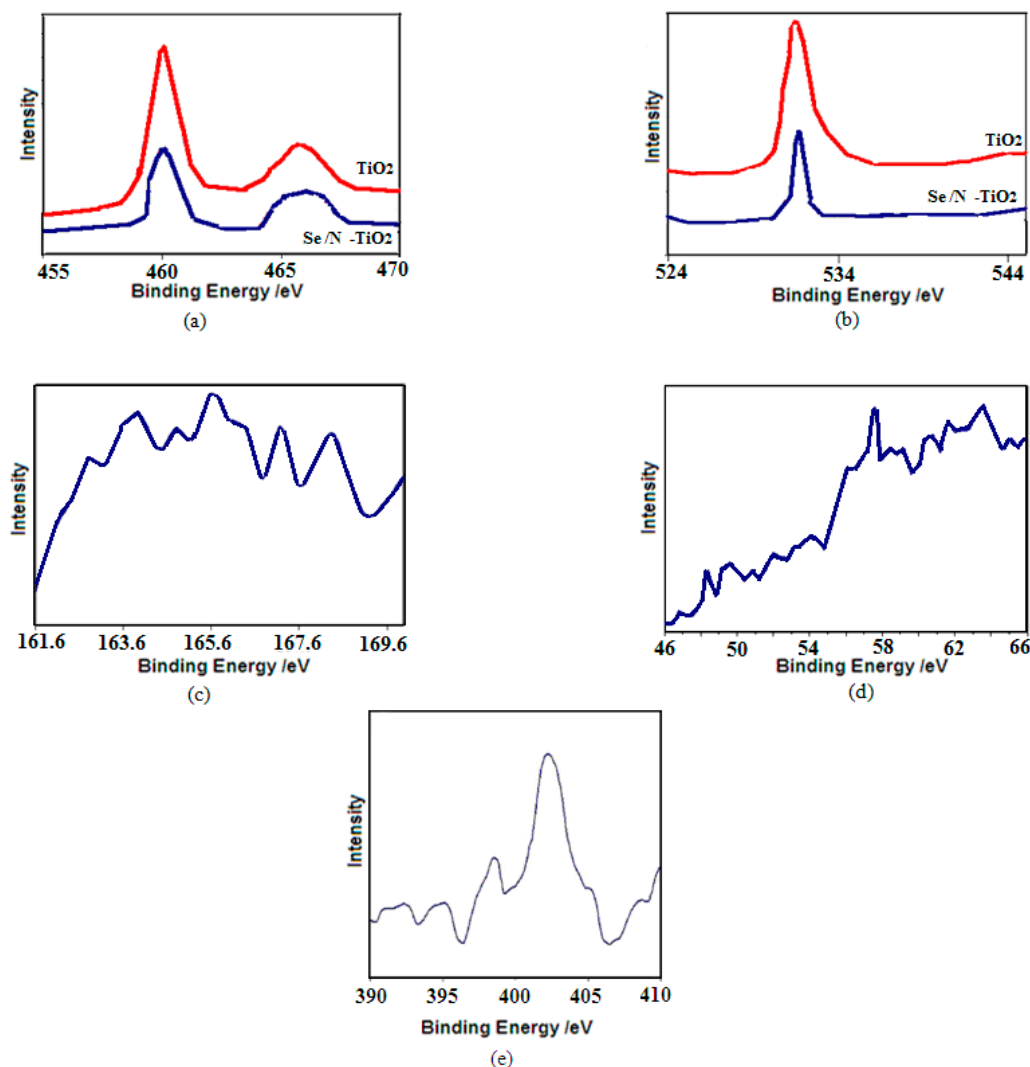 Intensity
TiO2
Se /N -TiO2
455 460 465 470
Binding Energy /eV
(a)
Intensity
TiO2
Se/N -TiO2
524 534 544
Binding Energy /eV
(b)
Intensity
161.6 163.6 165.6 167.6 169.6
Binding Energy /eV
(c)
Intensity
46 50 54 58 62 66
Binding Energy /eV
(d)
Intensity
390 395 400 405 410
Binding Energy /eV
(e)